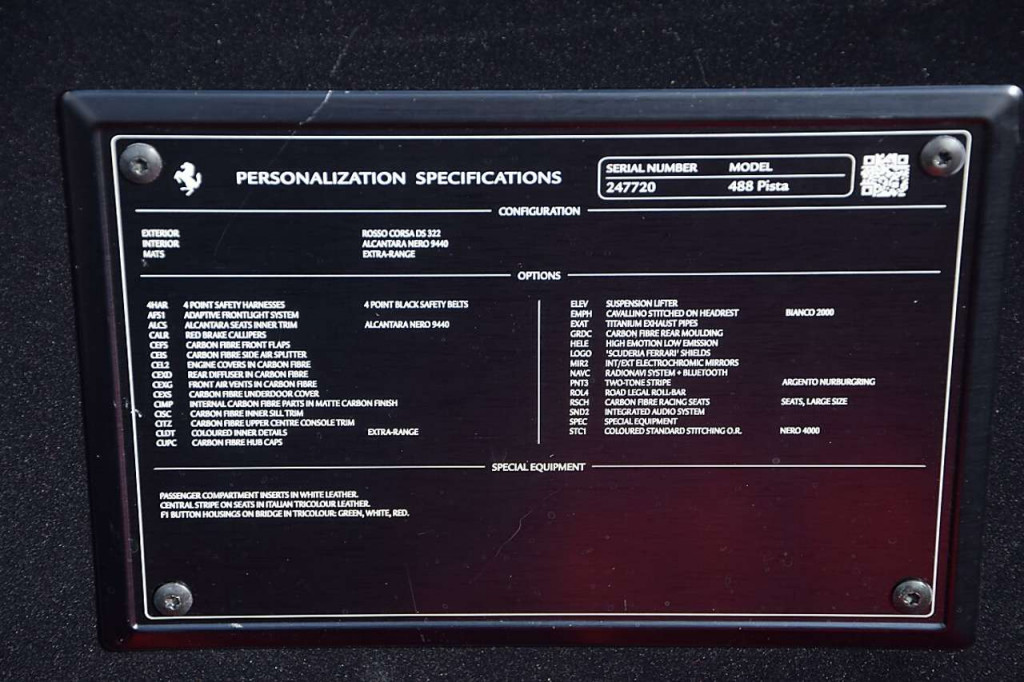 PERSONALIZATION SPECIFICATIONS
SERIAL NUMBER MODEL
247720 488 Pista
CONFIGURATION
EXTERIOR ROSSO CORSA DS 322
INTERIOR ALCANTARA NERO 9440
MATS EXTRA-RANGE
OPTIONS
4HAR 4 POINT SAFETY HARNESSES 4 POINT BLACK SAFETY BELTS
AFS1 ADAPTIVE FRONTLIGHT SYSTEM
ALCS ALCANTARA SEATS INNER TRIM ALCANTARA NERO 9440
CALR RED BRAKE CALLIPERS
CEFS CARBON FIBRE FRONT FLAPS
CEIS CARBON FIBRE SIDE AIR SPLITTER
CEL2 ENGINE COVERS IN CARBON FIBRE
CEXD REAR DIFFUSER IN CARBON FIBRE
CEXG FRONT AIR VENTS IN CARBON FIBRE
CEXS CARBON FIBRE UNDERDOOR COVER
CIMP INTERNAL CARBON FIBRE PARTS IN MATTE CARBON FINISH
CISC CARBON FIBRE INNER SILL TRIM
CITZ CARBON FIBRE UPPER CENTRE CONSOLE TRIM
CLDT COLOURED INNER DETAILS EXTRA-RANGE
CUPC CARBON FIBRE HUB CAPS
ELEV SUSPENSION LIFTER
EMPH CAVALLINO STITCHED ON HEADREST BIANCO 2000
EXAT TITANIUM EXHAUST PIPES
GRDC CARBON FIBRE REAR MOULDING
HELE HIGH EMOTION LOW EMISSION
LOGO 'SCUDERIA FERRARI' SHIELDS
MIR2 INT/EXT ELECTROCHROMIC MIRRORS
NAVC RADIONAVI SYSTEM + BLUETOOTH
PNT3 TWO-TONE STRIPE ARGENTO NURBURGRING
ROL4 ROAD LEGAL ROLL-BAR
RSCH CARBON FIBRE RACING SEATS SEATS, LARGE SIZE
SND2 INTEGRATED AUDIO SYSTEM
SPEC SPECIAL EQUIPMENT
STC1 COLOURED STANDARD STITCHING O.R. NERO 4000
SPECIAL EQUIPMENT
PASSENGER COMPARTMENT INSERTS IN WHITE LEATHER.
CENTRAL STRIPE ON SEATS IN ITALIAN TRICOLOUR LEATHER.
F1 BUTTON HOUSINGS ON BRIDGE IN TRICOLOUR: GREEN, WHITE, RED.